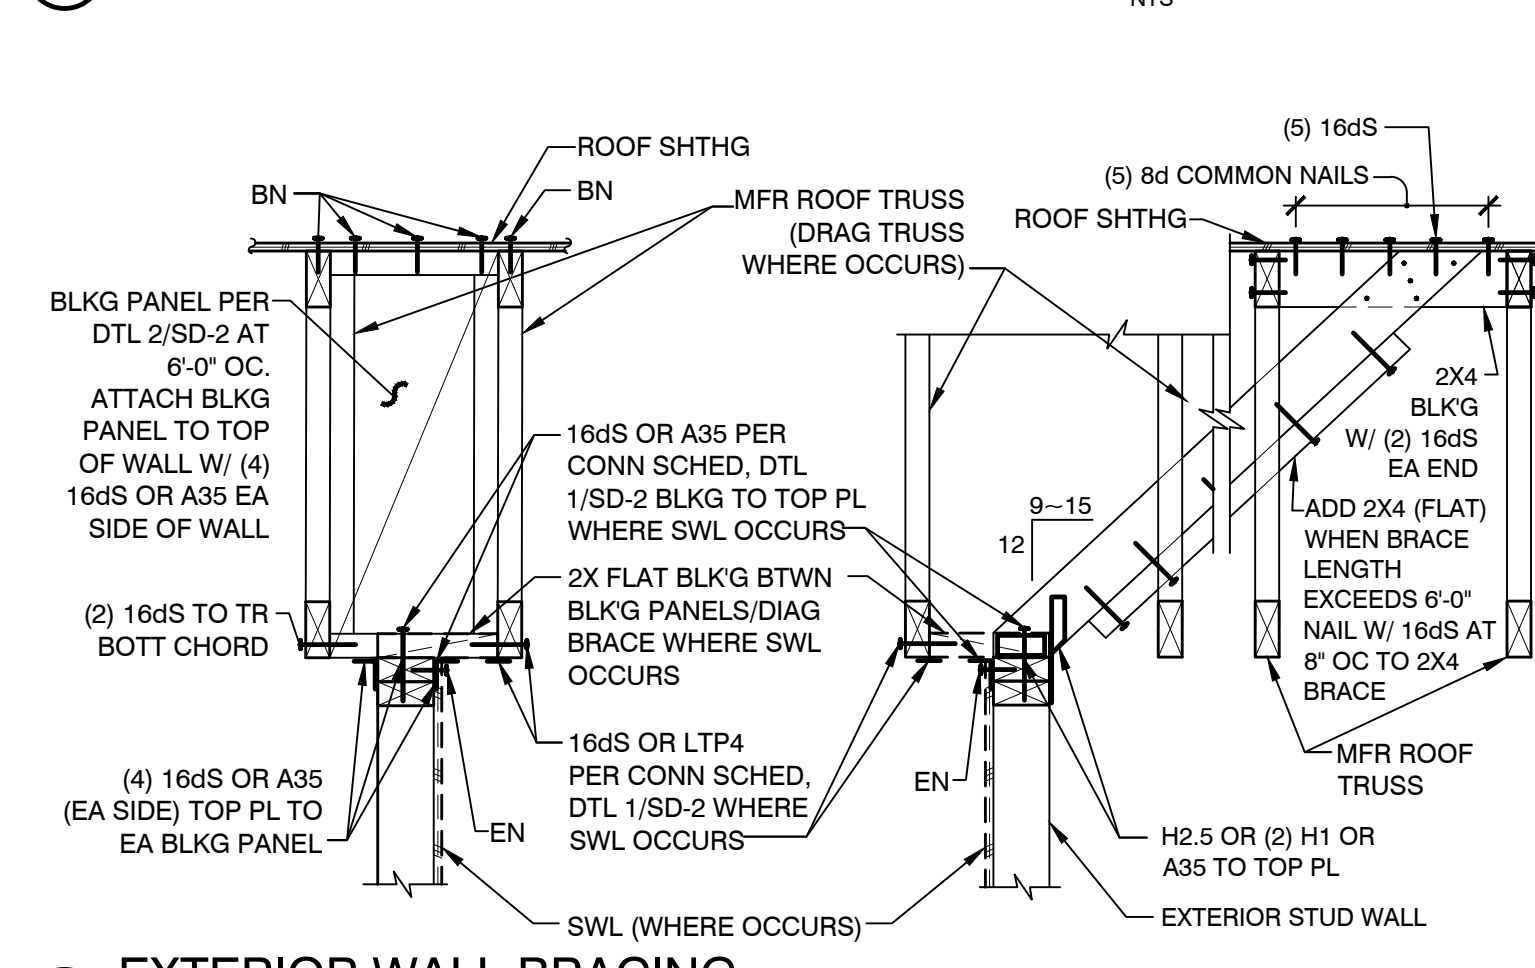 NTS
ROOF SHTHG
BN
BN
BLKG PANEL PER
DTL 2/SD-2 AT
6'-0" OC.
ATTACH BLKG
PANEL TO TOP
OF WALL W/ (4)
16dS OR A35 EA
SIDE OF WALL
(2) 16dS TO TR
BOTT CHORD
(4) 16dS OR A35
(EA SIDE) TOP PL TO
EA BLKG PANEL
EN
MFR ROOF TRUSS
(DRAG TRUSS
WHERE OCCURS)
16dS OR A35 PER
CONN SCHED, DTL
1/SD-2 BLKG TO TOP PL
WHERE SWL OCCURS
2X FLAT BLK'G BTWN
BLK'G PANELS/DIAG
BRACE WHERE SWL
OCCURS
16dS OR LTP4
PER CONN SCHED,
DTL 1/SD-2 WHERE
SWL OCCURS
SWL (WHERE OCCURS)
(5) 16dS
(5) 8d COMMON NAILS
ROOF SHTHG
9~15
12
2X4
BLK'G
W/ (2) 16dS
EA END
ADD 2X4 (FLAT)
WHEN BRACE
LENGTH
EXCEEDS 6'-0"
NAIL W/ 16dS AT
8" OC TO 2X4
BRACE
MFR ROOF
TRUSS
EN
H2.5 OR (2) H1 OR
A35 TO TOP PL
EXTERIOR STUD WALL
EXTERIOR WALL BRACING